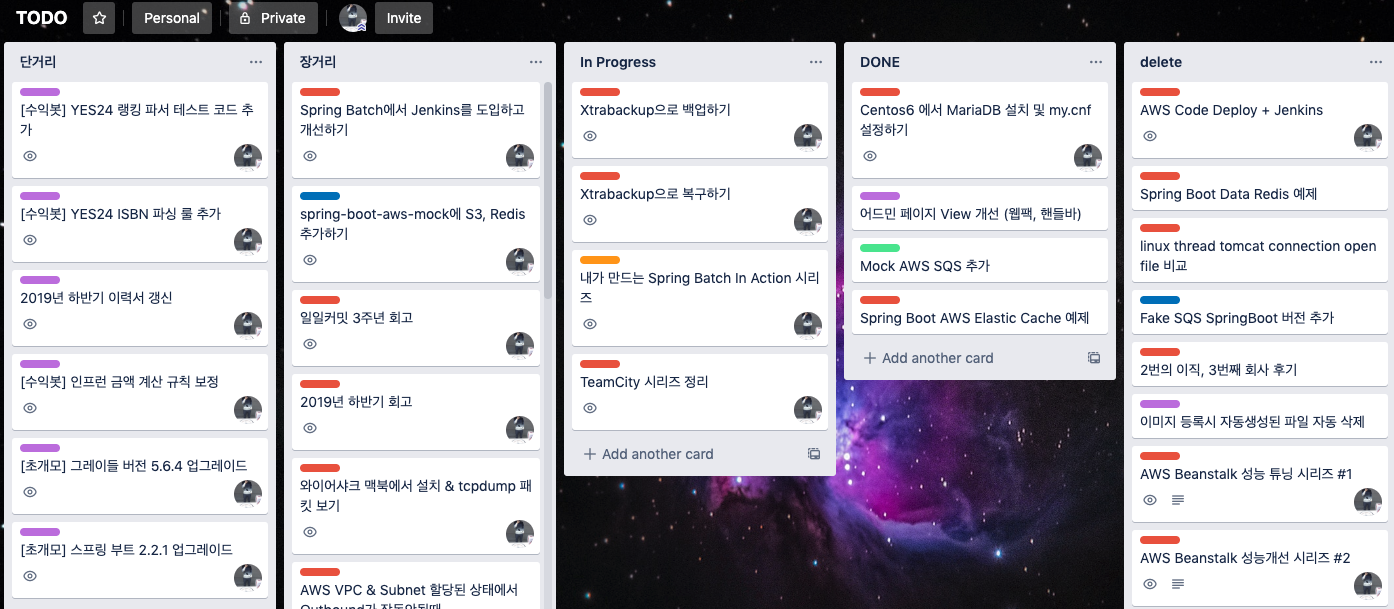 TODO
Personal
Private
Invite
단거리
[수익봇] YES24 랭킹 파서 테스트 코드 추
가
[수익봇] YES24 ISBN 파싱 룰 추가
2019년 하반기 이력서 갱신
[수익봇] 인프런 금액 계산 규칙 보정
[초개모] 그레이들 버전 5.6.4 업그레이드
[초개모] 스프링 부트 2.2.1 업그레이드
장거리
Spring Batch에서 Jenkins를 도입하고
개선하기
spring-boot-aws-mock에 S3, Redis
추가하기
일일커밋 3주년 회고
2019년 하반기 회고
와이어샤크 맥북에서 설치 & tcpdump 패
킷 보기
AWS VPC & Subnet 할당된 상태에서
In Progress
Xtrabackup으로 백업하기
Xtrabackup으로 복구하기
내가 만드는 Spring Batch In Action 시리
즈
TeamCity 시리즈 정리
Add another card
DONE
Centos6 에서 MariaDB 설치 및 my.cnf
설정하기
어드민 페이지 View 개선 (웹팩, 핸들바)
Mock AWS SQS 추가
Spring Boot AWS Elastic Cache 예제
Add another card
delete
AWS Code Deploy + Jenkins
Spring Boot Data Redis 예제
linux thread tomcat connection open
file 비교
Fake SQS SpringBoot 버전 추가
2번의 이직, 3번째 회사 후기
이미지 등록시 자동생성된 파일 자동 삭제
AWS Beanstalk 성능 튜닝 시리즈 #1
AWS Beanstalk 성능개선 시리즈 #2